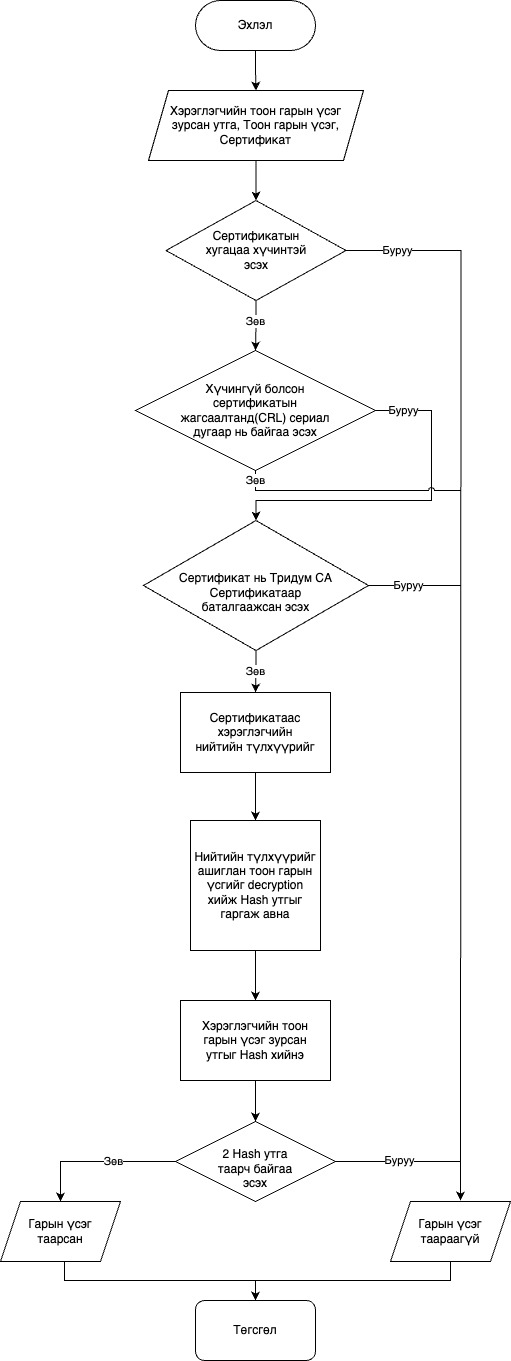 Эхлэл
Хэрэглэгчийн тоон гарын үсэг
зурсан утга, Тоон гарын үсэг,
Сертификат
Сертификатын
хугацаа хүчинтэй
эсэх
Буруу
Зөв
Хүчингүй болсон
сертификатын
жагсаалтанд(CRL) сериал
дугаар нь байгаа эсэх
Буруу
Зөв
Сертификат нь Тридум СА
Сертификатаар
баталгаажсан эсэх
Буруу
Зөв
Сертификатаас
хэрэглэгчийн
нийтийн түлхүүрийг
Нийтийн түлхүүрийг
ашиглан тоон гарын
үсгийг decryption
хийж Hash утгыг
гаргаж авна
Хэрэглэгчийн тоон
гарын үсэг зурсан
утгыг Hash хийнэ
2 Hash утга
таарч байгаа
эсэх
Зөв
Буруу
Гарын үсэг
таарсан
Гарын үсэг
таараагүй
Төгсгөл